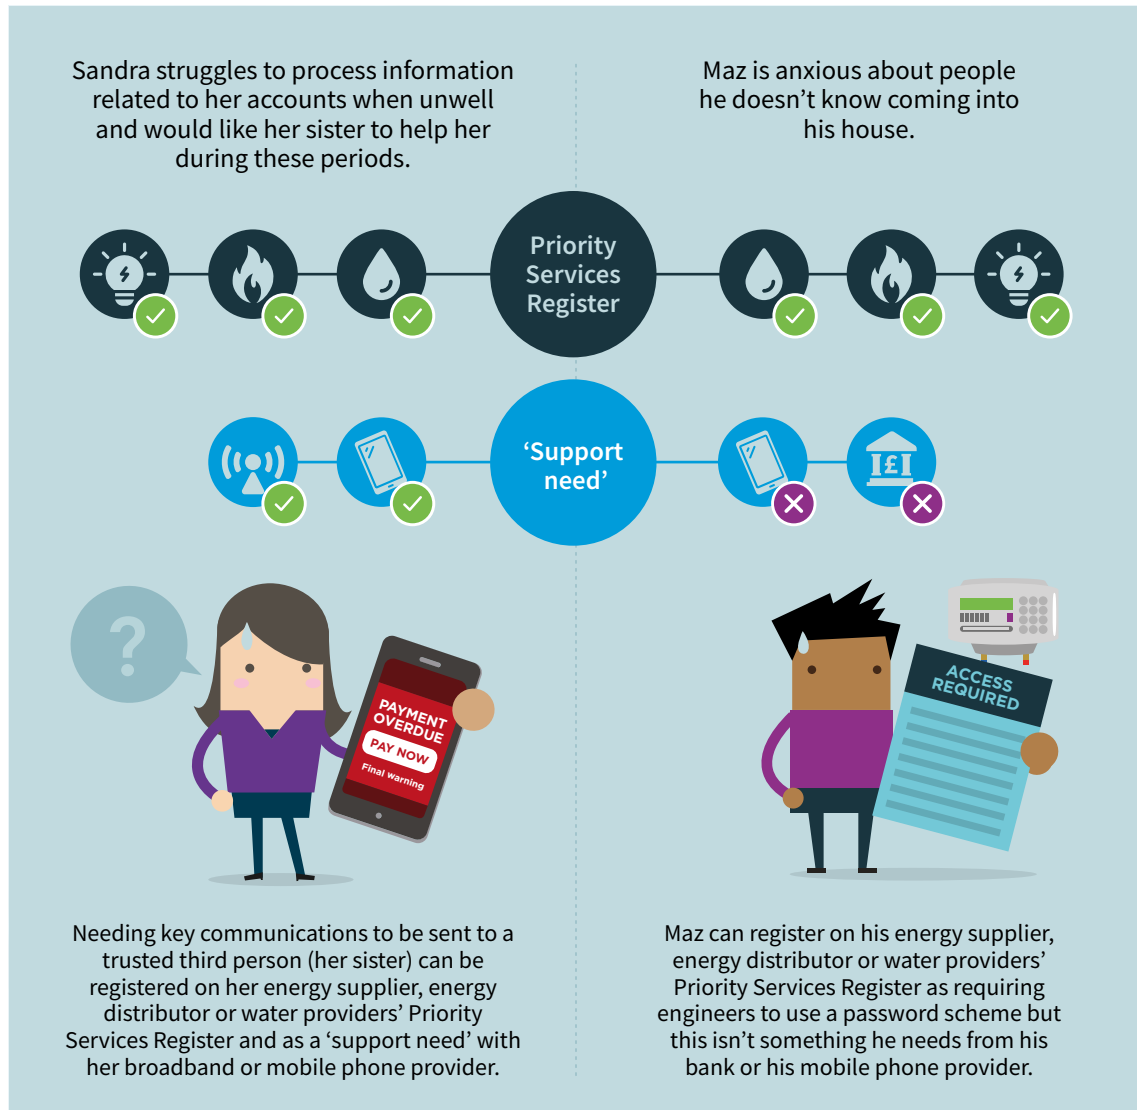 Sandra struggles to process information
related to her accounts when unwell
and would like her sister to help her
during these periods.
Maz is anxious about people
he doesn’t know coming into
his house.
Priority
Services
Register
‘Support
need’
£
?
PAYMENT
OVERDUE
PAY NOW
Final warning
ACCESS
REQUIRED
Needing key communications to be sent to a
trusted third person (her sister) can be
registered on her energy supplier, energy
distributor or water providers’ Priority
Services Register and as a ‘support need’ with
her broadband or mobile phone provider.
Maz can register on his energy supplier,
energy distributor or water providers’
Priority Services Register as requiring
engineers to use a password scheme but
this isn’t something he needs from his
bank or his mobile phone provider.